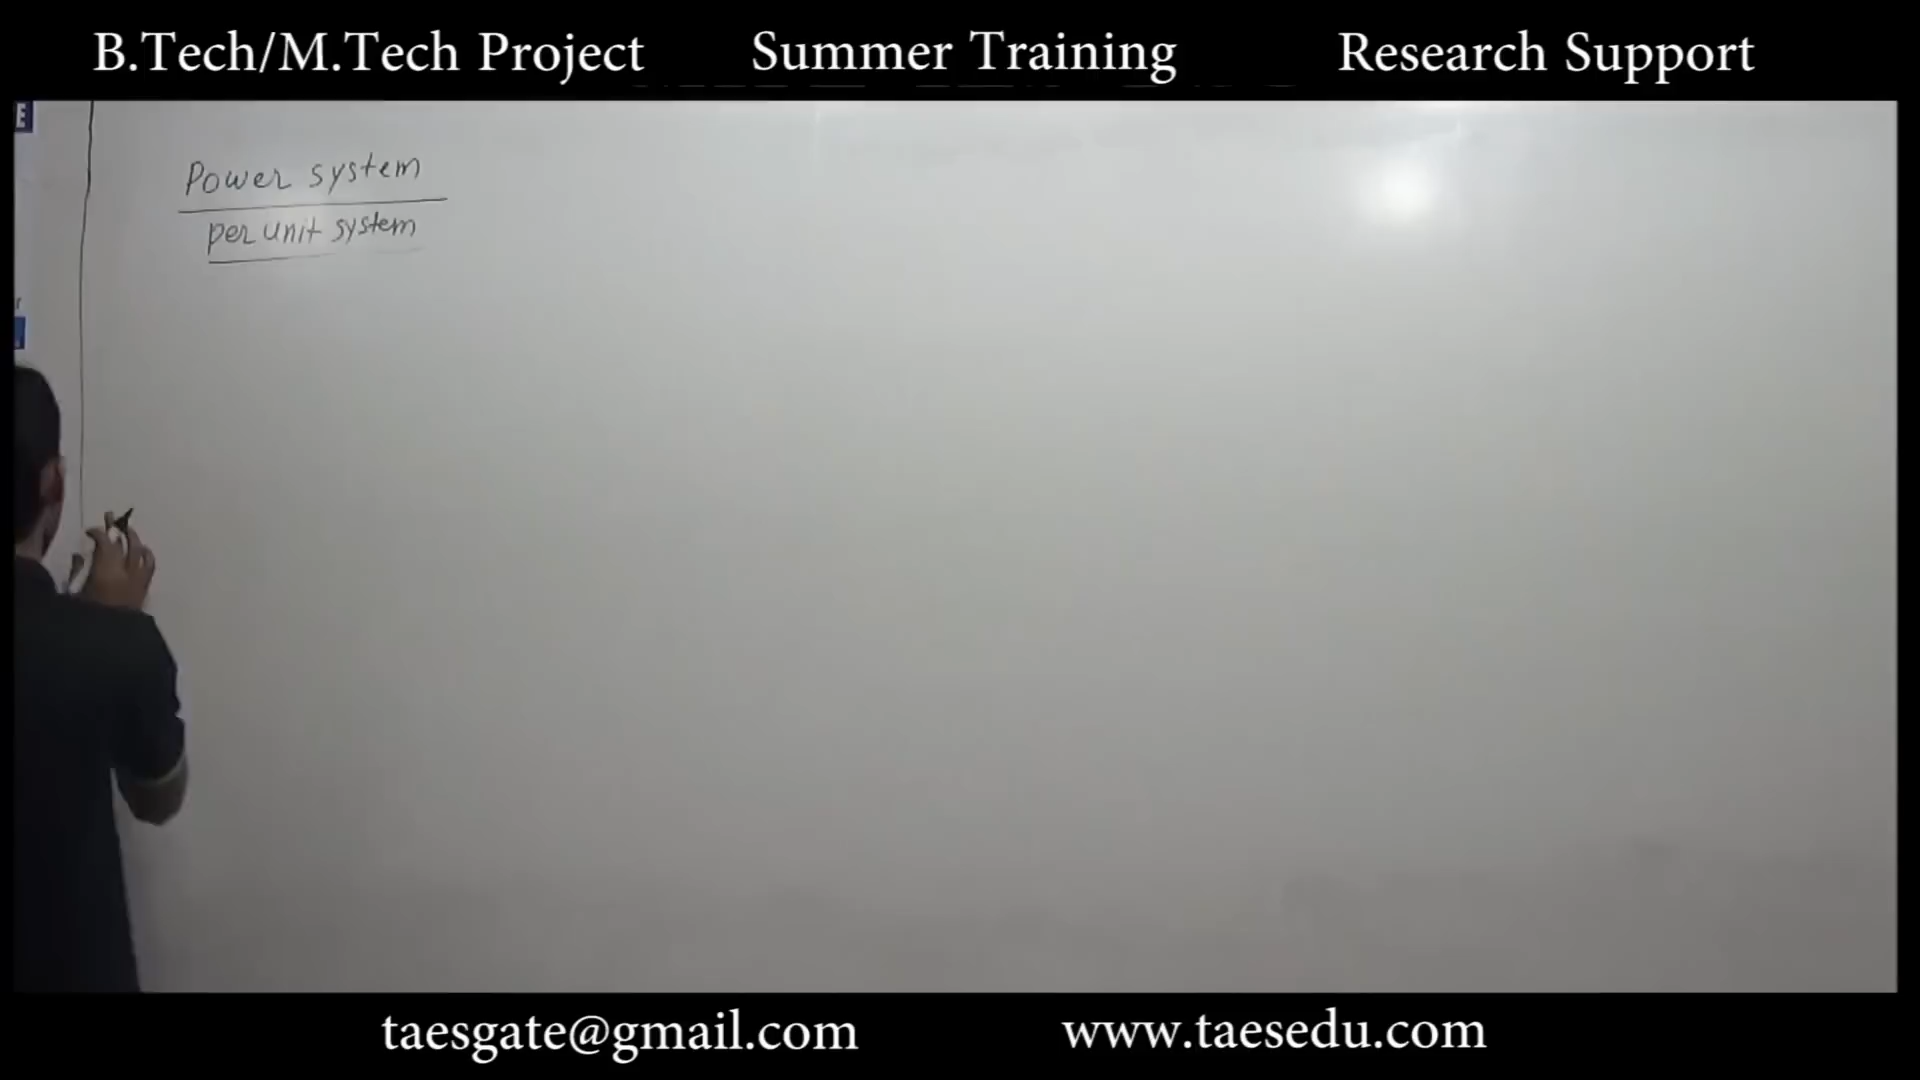 B.Tech/M.Tech Project Summer Training Research Support
E
Power system
per unit system
taesgate@gmail.com www.taesedu.com